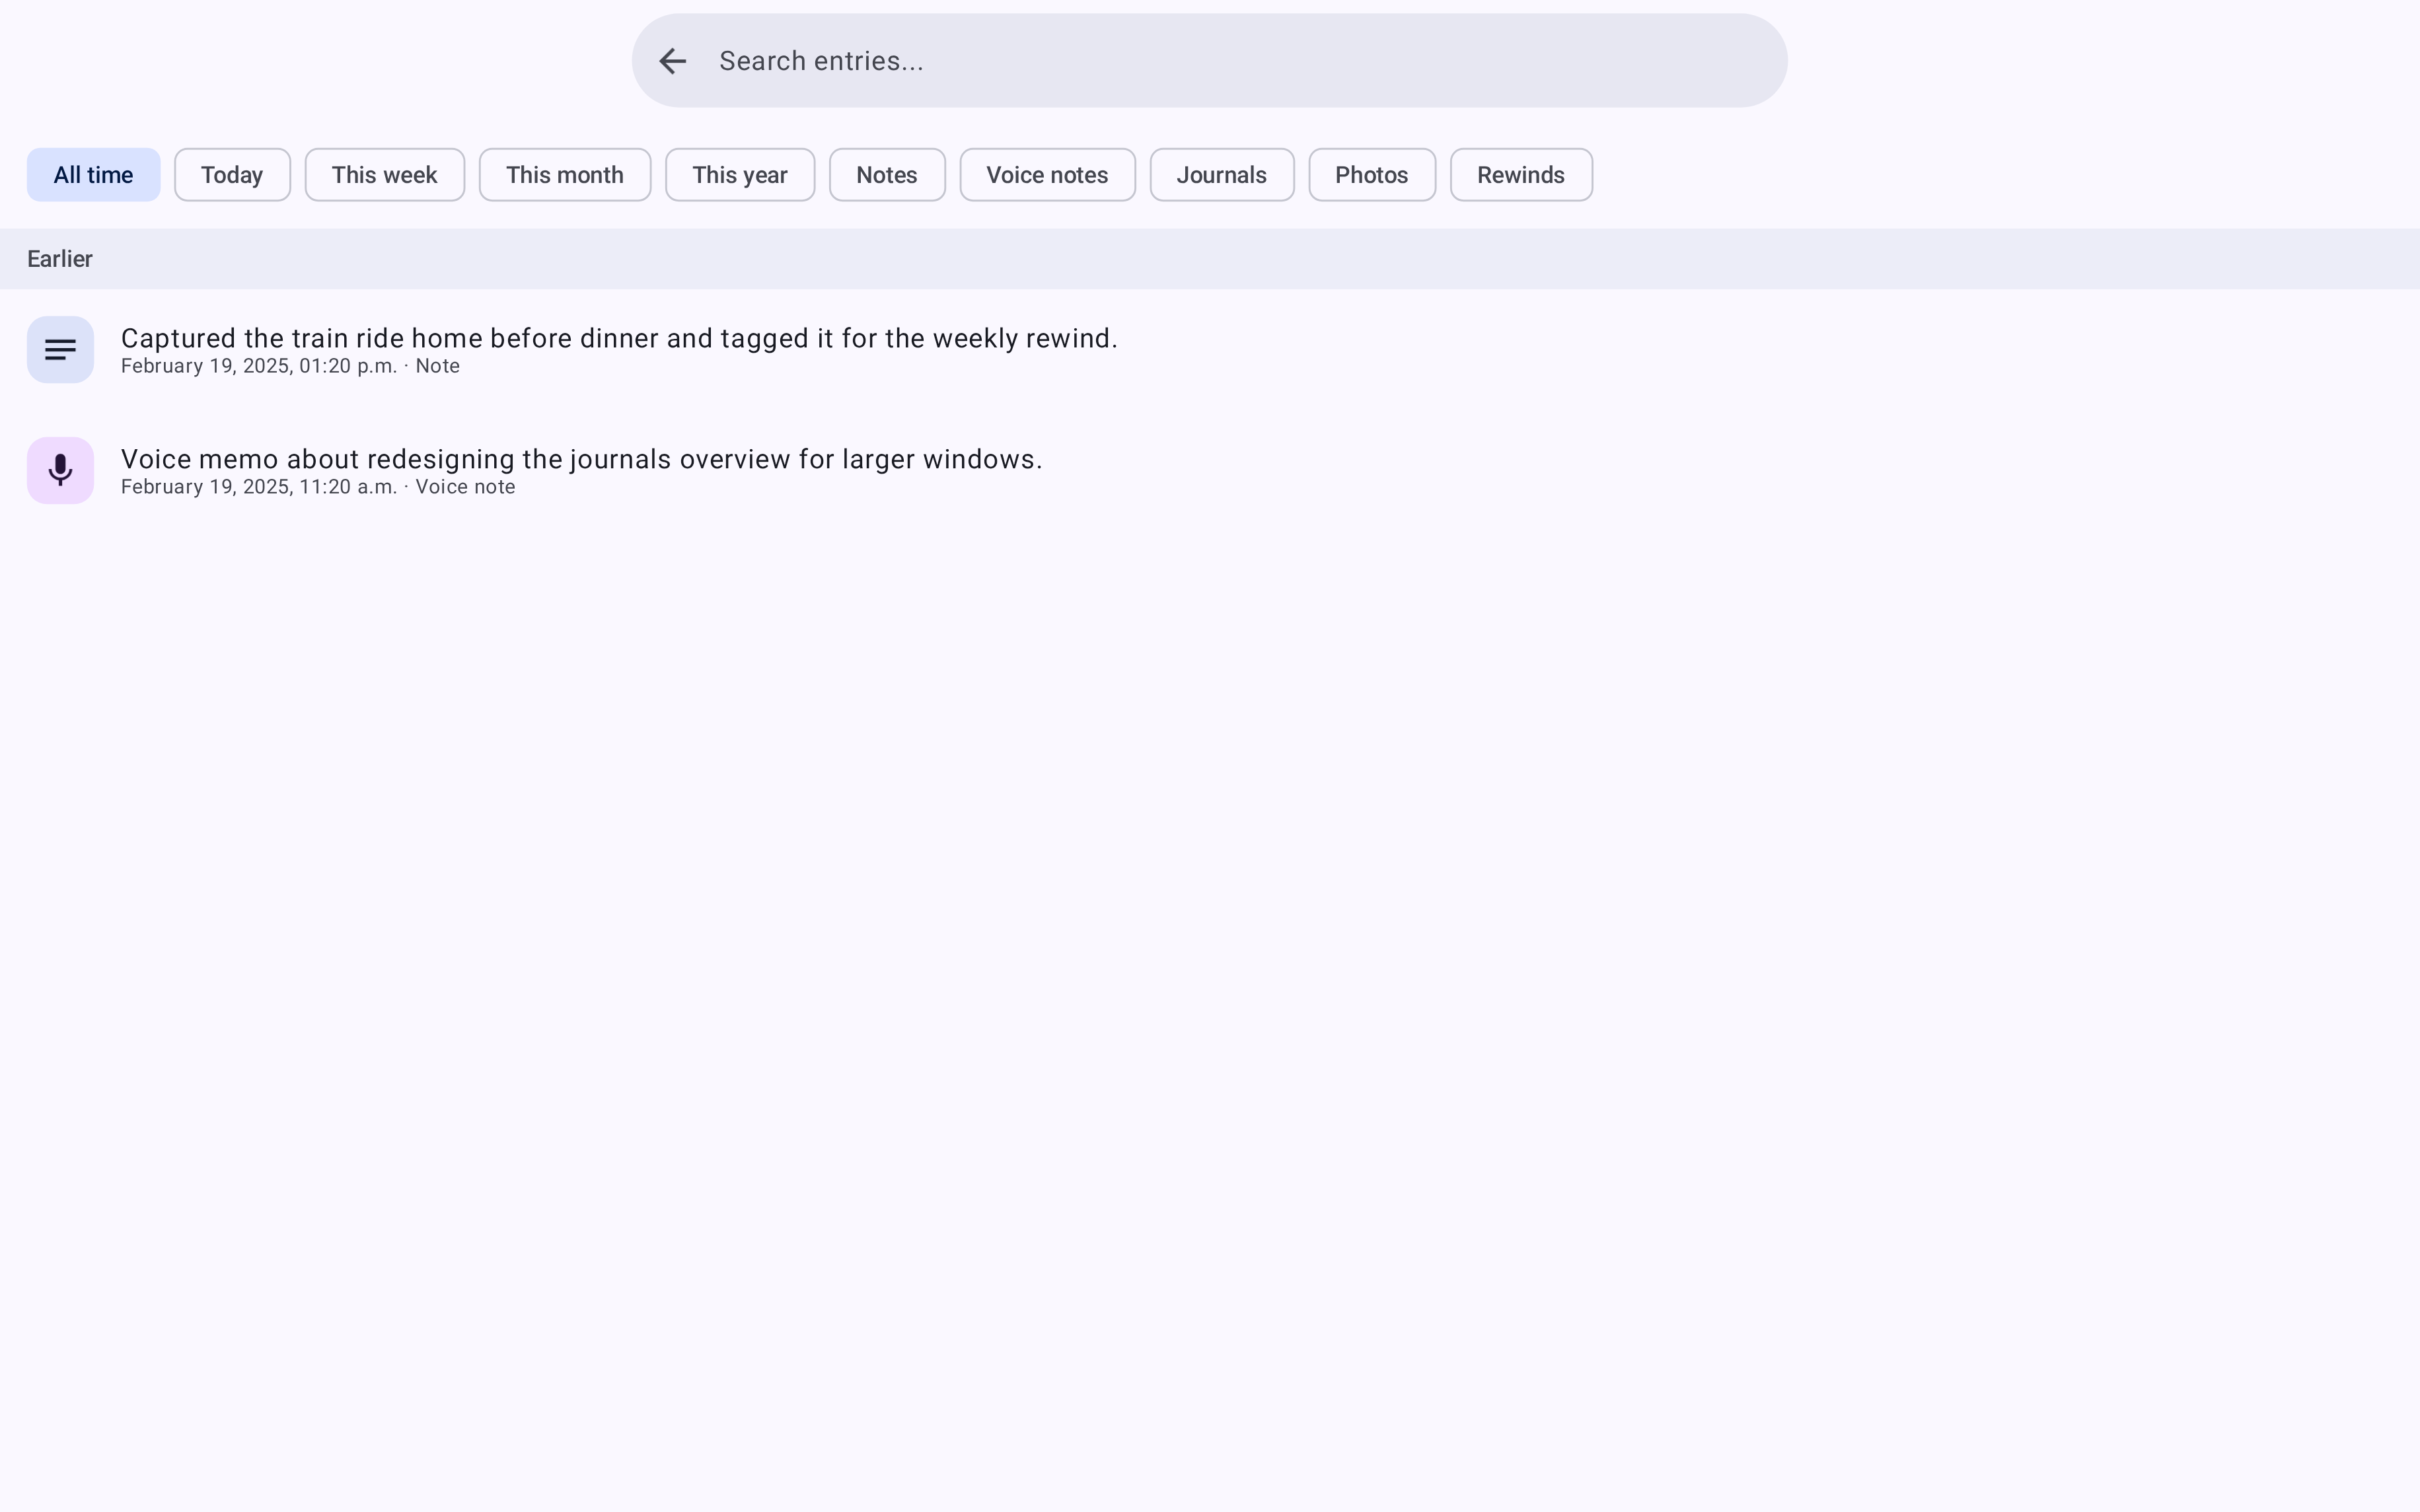 Search entries...
All time
Today
This week
This month
This year
Notes
Voice notes
Journals
Photos
Rewinds
Earlier
Captured the train ride home before dinner and tagged it for the weekly rewind.
February 19, 2025, 01:20 p.m. · Note
Voice memo about redesigning the journals overview for larger windows.
February 19, 2025, 11:20 a.m. · Voice note